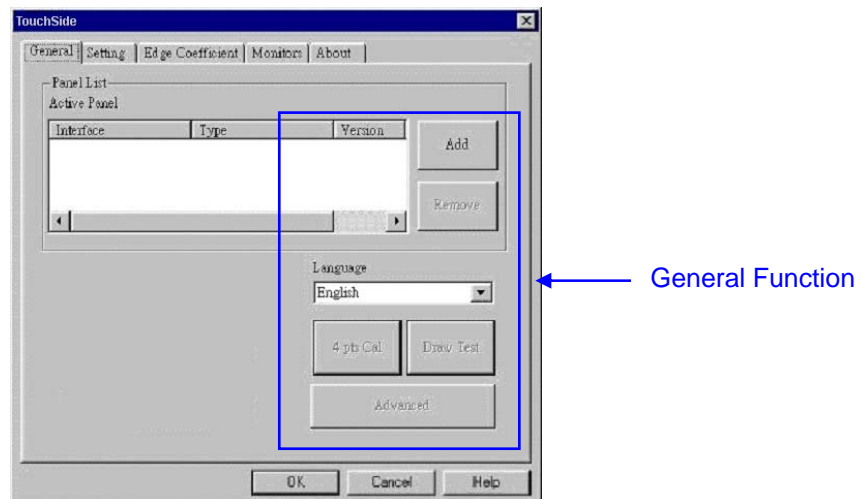 TouchSide
General Setting Edge Coefficient Monitors About
Panel List
Active Panel
Interface Type Version
Add
Remove
Language
English
General Function
4 pts Cal Draw Test
Advanced
OK Cancel Help